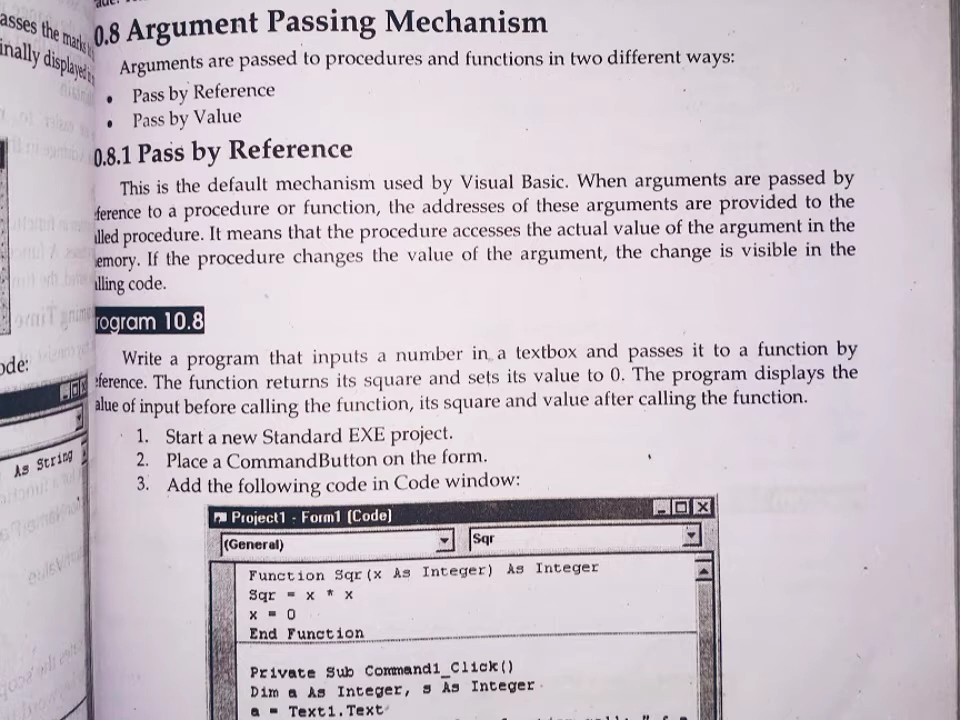 asses the marks
inally displayed
ode:
As String
0.8 Argument Passing Mechanism
Arguments are passed to procedures and functions in two different ways:
• Pass by Reference
• Pass by Value
0.8.1 Pass by Reference
This is the default mechanism used by Visual Basic. When arguments are passed by
ference to a procedure or function, the addresses of these arguments are provided to the
lled procedure. It means that the procedure accesses the actual value of the argument in the
emory. If the procedure changes the value of the argument, the change is visible in the
lling code.
rogram 10.8
Write a program that inputs a number in a textbox and passes it to a function by
eference. The function returns its square and sets its value to 0. The program displays the
alue of input before calling the function, its square and value after calling the function.
1. Start a new Standard EXE project.
2. Place a CommandButton on the form.
3. Add the following code in Code window:
Project1 - Form1 (Code)
(General) Sqr
Function Sqr(x As Integer) As Integer
Sqr = x * x
x = 0
End Function
Private Sub Command1_Click()
Dim a As Integer, s As Integer
a = Text1.Text